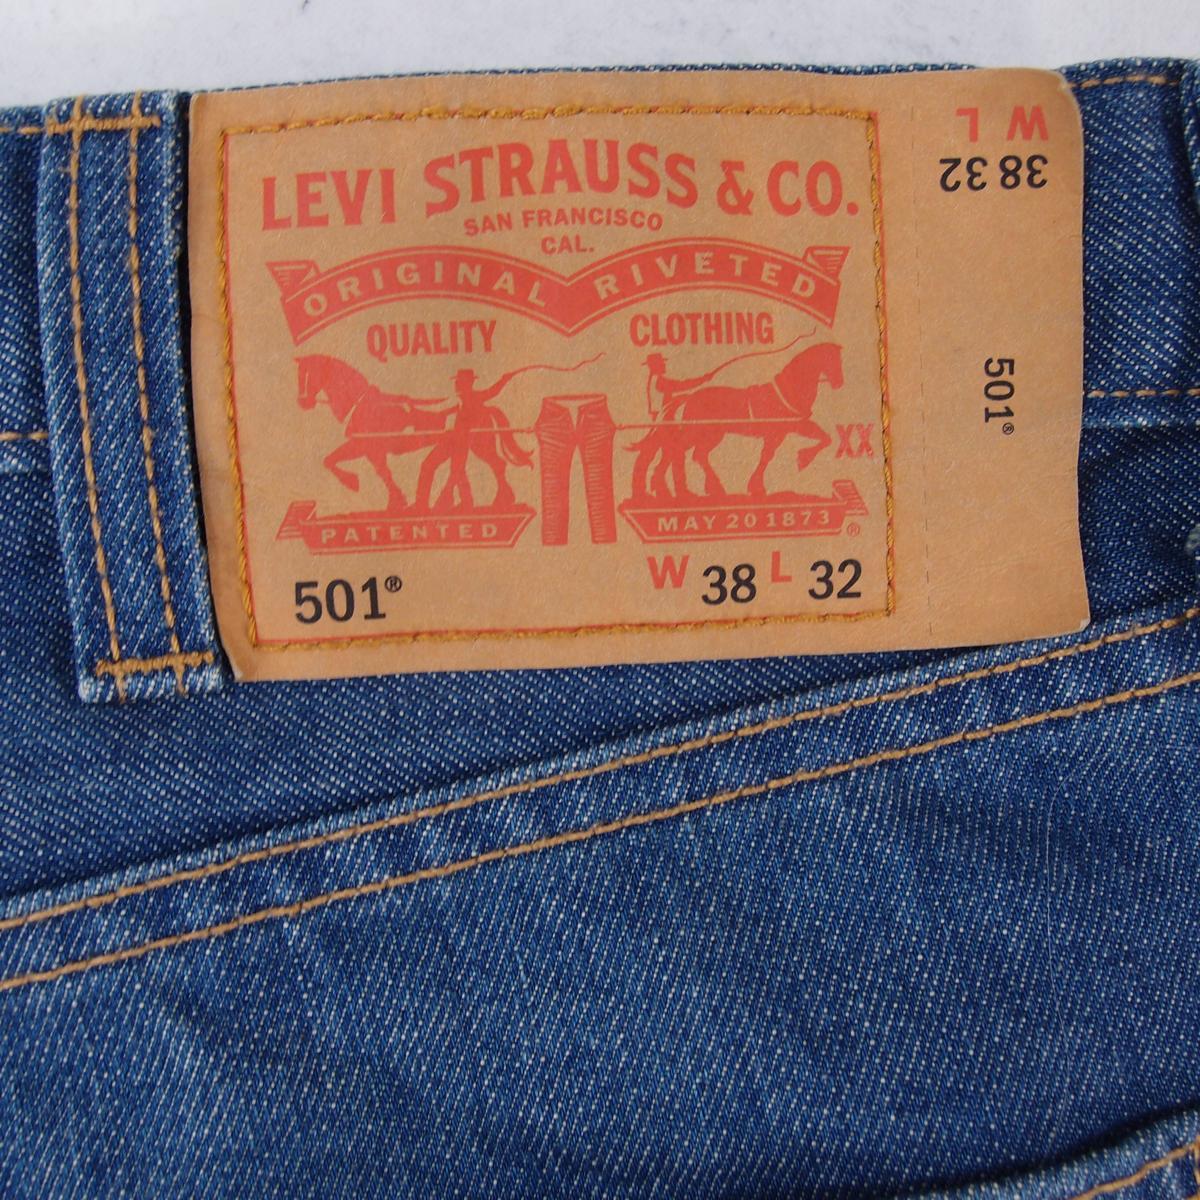 LEVI STRAUSS & CO.
SAN FRANCISCO
CAL.
ORIGINAL RIVETED
QUALITY CLOTHING
XX
PATENTED MAY 20 1873 ®
501® W 38 L 32
W L
38 32
501®